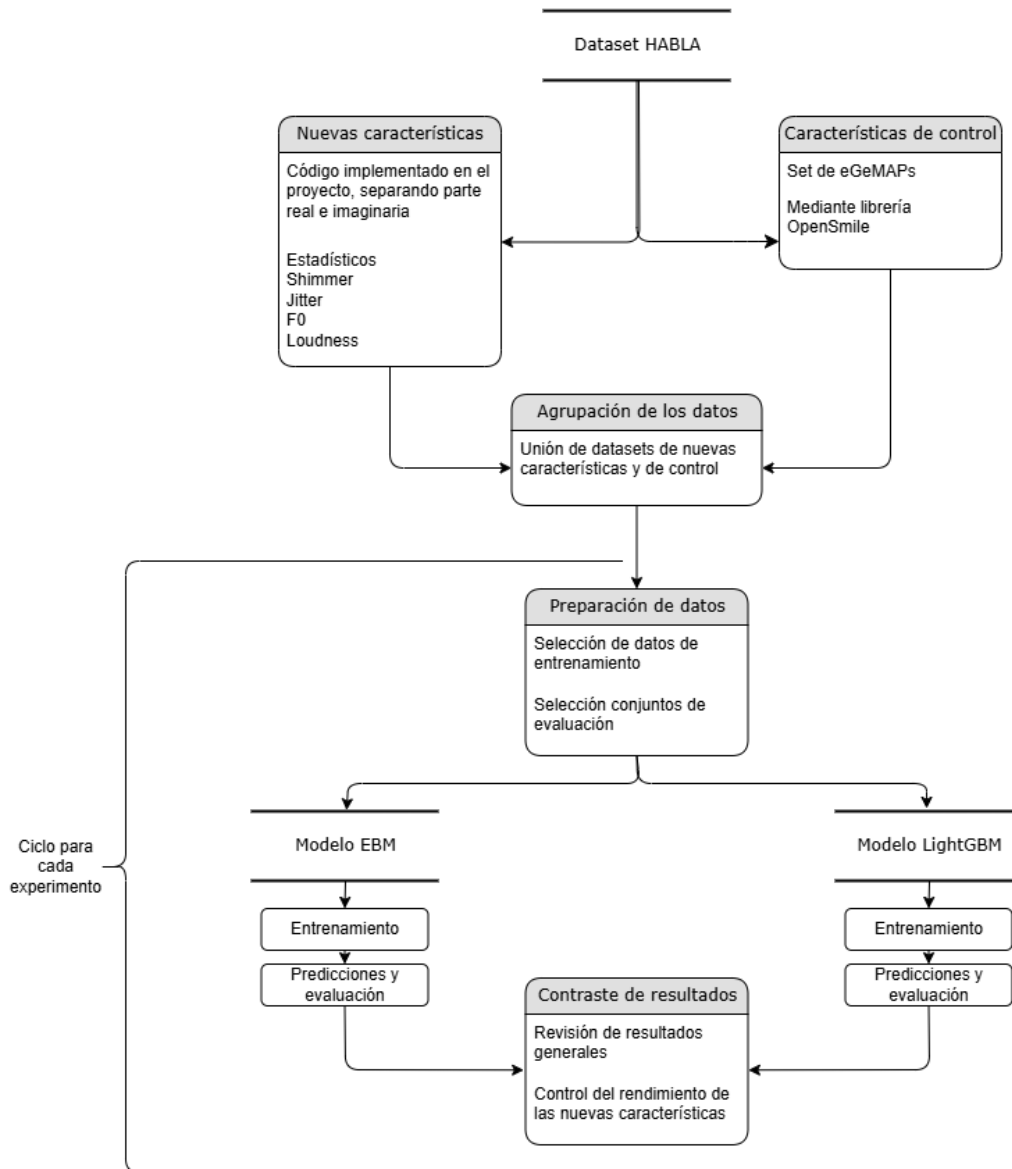 Dataset HABLA
Nuevas características
Código implementado en el
proyecto, separando parte
real e imaginaria
Estadísticos
Shimmer
Jitter
F0
Loudness
Características de control
Set de eGeMAPs
Mediante librería
OpenSmile
Agrupación de los datos
Unión de datasets de nuevas
características y de control
Preparación de datos
Selección de datos de
entrenamiento
Selección conjuntos de
evaluación
Ciclo para
cada
experimento
Modelo EBM
Entrenamiento
Predicciones y
evaluación
Modelo LightGBM
Entrenamiento
Predicciones y
evaluación
Contraste de resultados
Revisión de resultados
generales
Control del rendimiento de
las nuevas características